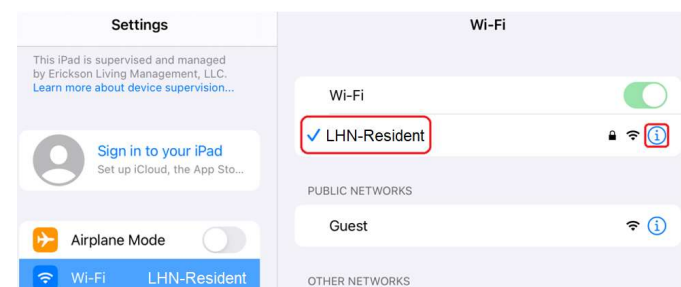 Settings
This iPad is supervised and managed
by Erickson Living Management, LLC.
Learn more about device supervision...
Sign in to your iPad
Set up iCloud, the App Sto...
Airplane Mode
Wi-Fi LHN-Resident
Wi-Fi
Wi-Fi
LHN-Resident
PUBLIC NETWORKS
Guest
OTHER NETWORKS